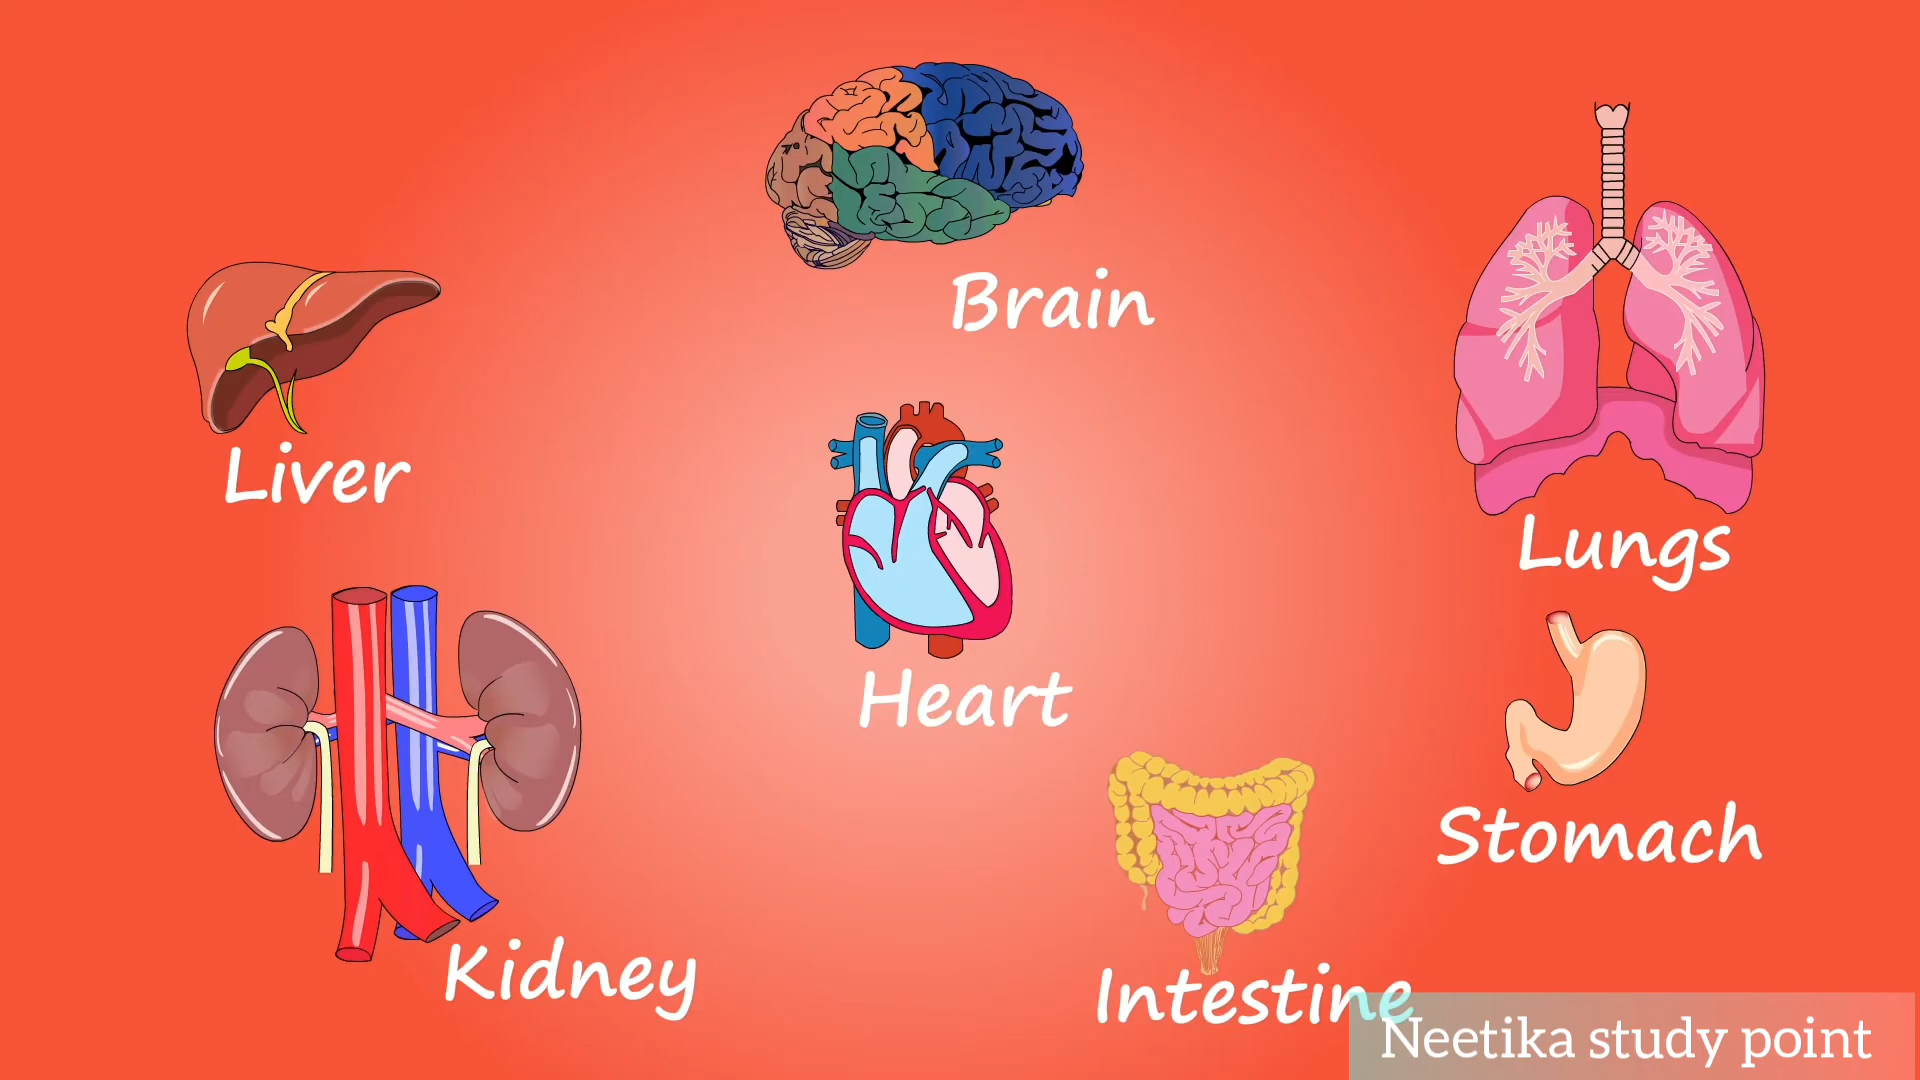 Brain
Liver
Lungs
Heart
Stomach
Kidney
Intestine
Neetika study point